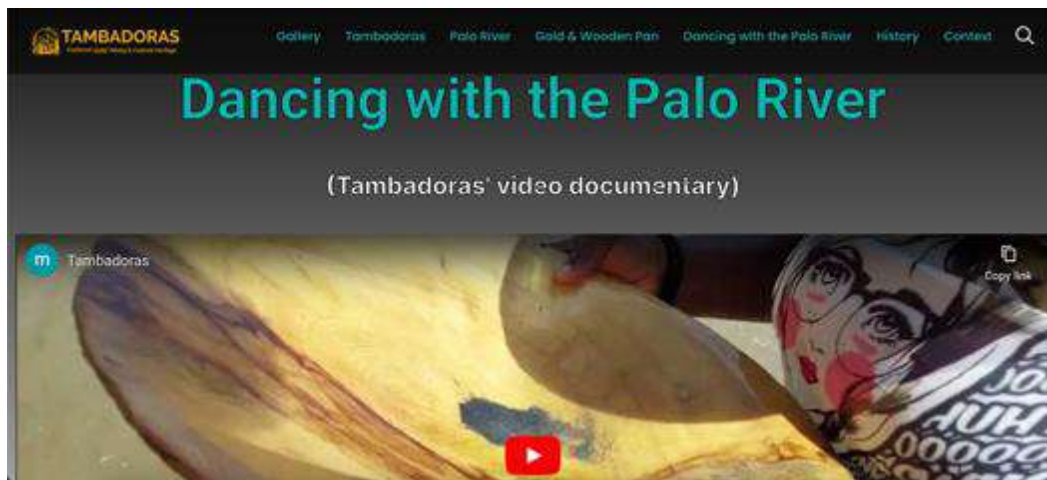 TAMBADORAS
Gallery Tambadoras Palo River Gold & Wooden Pan Dancing with the Palo River History Context
Dancing with the Palo River
(Tambadoras' video documentary)
m Tambadoras
Copy link